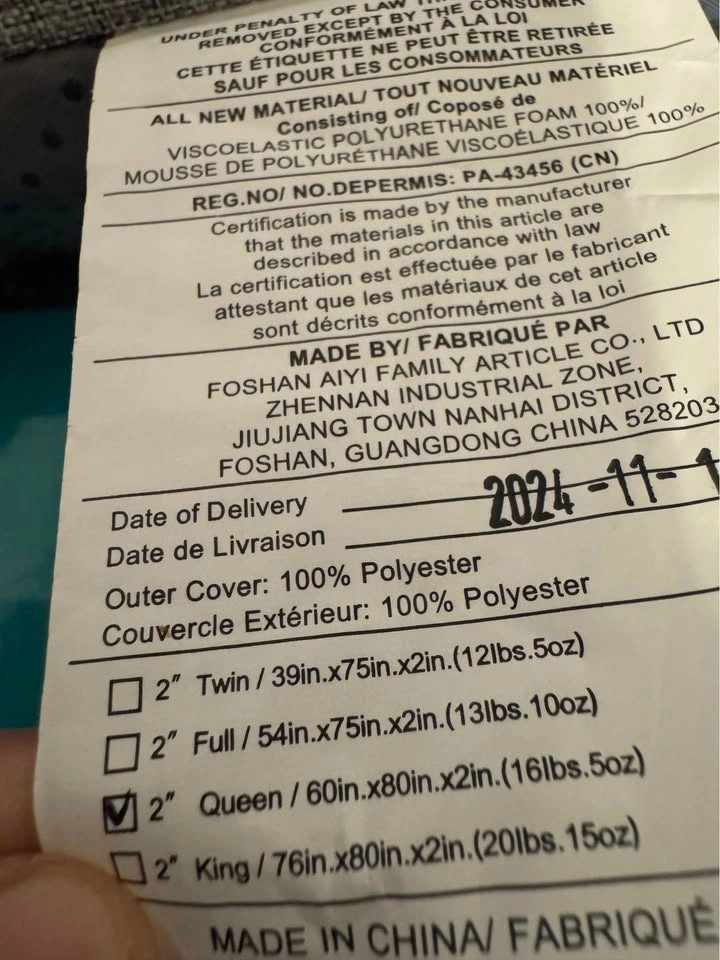 UNDER PENALTY OF LAW
REMOVED EXCEPT BY THE CONSUMER
CONFORMÉMENT À LA LOI
CETTE ÉTIQUETTE NE PEUT ÊTRE RETIRÉE
SAUF POUR LES CONSOMMATEURS
ALL NEW MATERIAL/ TOUT NOUVEAU MATÉRIEL
Consisting of/ Coposé de
VISCOELASTIC POLYURETHANE FOAM 100%/
MOUSSE DE POLYURÉTHANE VISCOÉLASTIQUE 100%
REG.NO/ NO.DEPERMIS: PA-43456 (CN)
Certification is made by the manufacturer
that the materials in this article are
described in accordance with law
La certification est effectuée par le fabricant
attestant que les matériaux de cet article
sont décrits conformément à la loi
MADE BY/ FABRIQUÉ PAR
FOSHAN AIYI FAMILY ARTICLE CO., LTD
ZHENNAN INDUSTRIAL ZONE,
JIUJIANG TOWN NANHAI DISTRICT,
FOSHAN, GUANGDONG CHINA 528203
Date of Delivery 2024-11-1
Date de Livraison
Outer Cover: 100% Polyester
Couvercle Extérieur: 100% Polyester
2" Twin / 39in.x75in.x2in.(12lbs.5oz)
2" Full / 54in.x75in.x2in.(13lbs.10oz)
2" Queen / 60in.x80in.x2in.(16lbs.5oz)
2" King / 76in.x80in.x2in.(20lbs.15oz)
MADE IN CHINA/ FABRIQUÉ